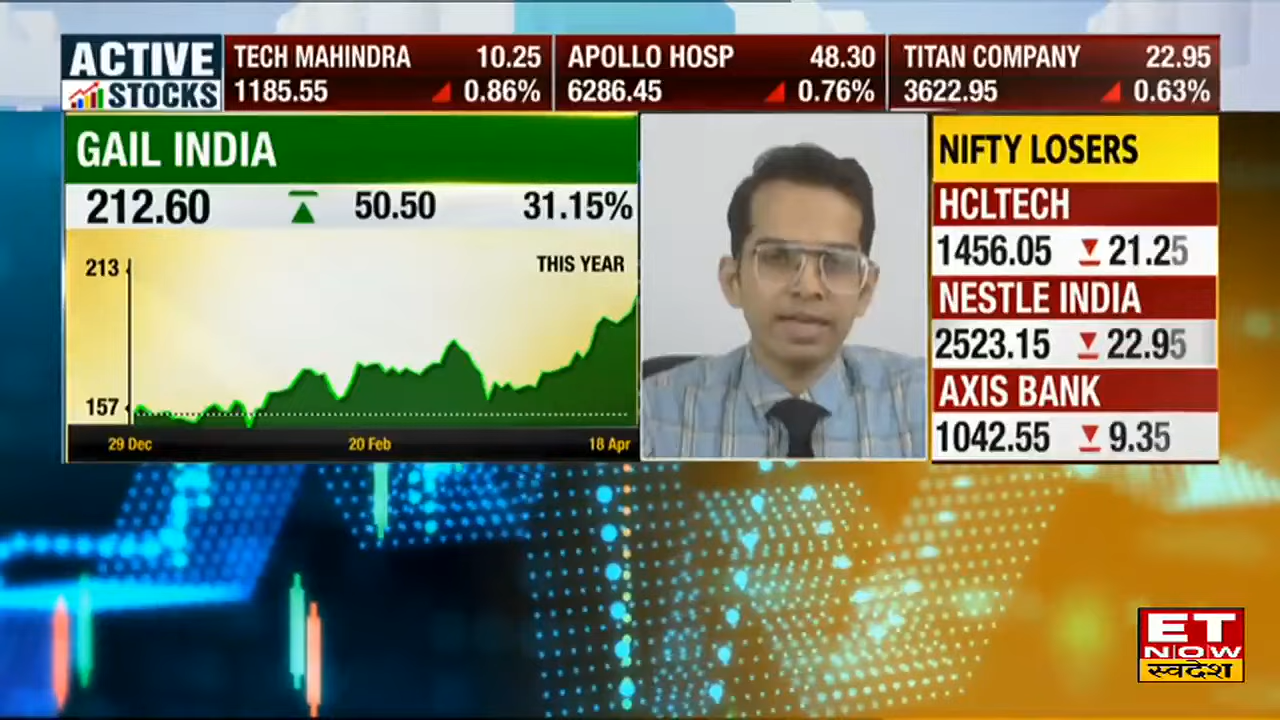 ACTIVE STOCKS
TECH MAHINDRA 10.25
1185.55 0.86%
APOLLO HOSP 48.30
6286.45 0.76%
TITAN COMPANY 22.95
3622.95 0.63%
GAIL INDIA
212.60 50.50 31.15%
THIS YEAR
213
157
29 Dec 20 Feb 18 Apr
NIFTY LOSERS
HCLTECH
1456.05 21.25
NESTLE INDIA
2523.15 22.95
AXIS BANK
1042.55 9.35
ET
NOW
स्वदेश